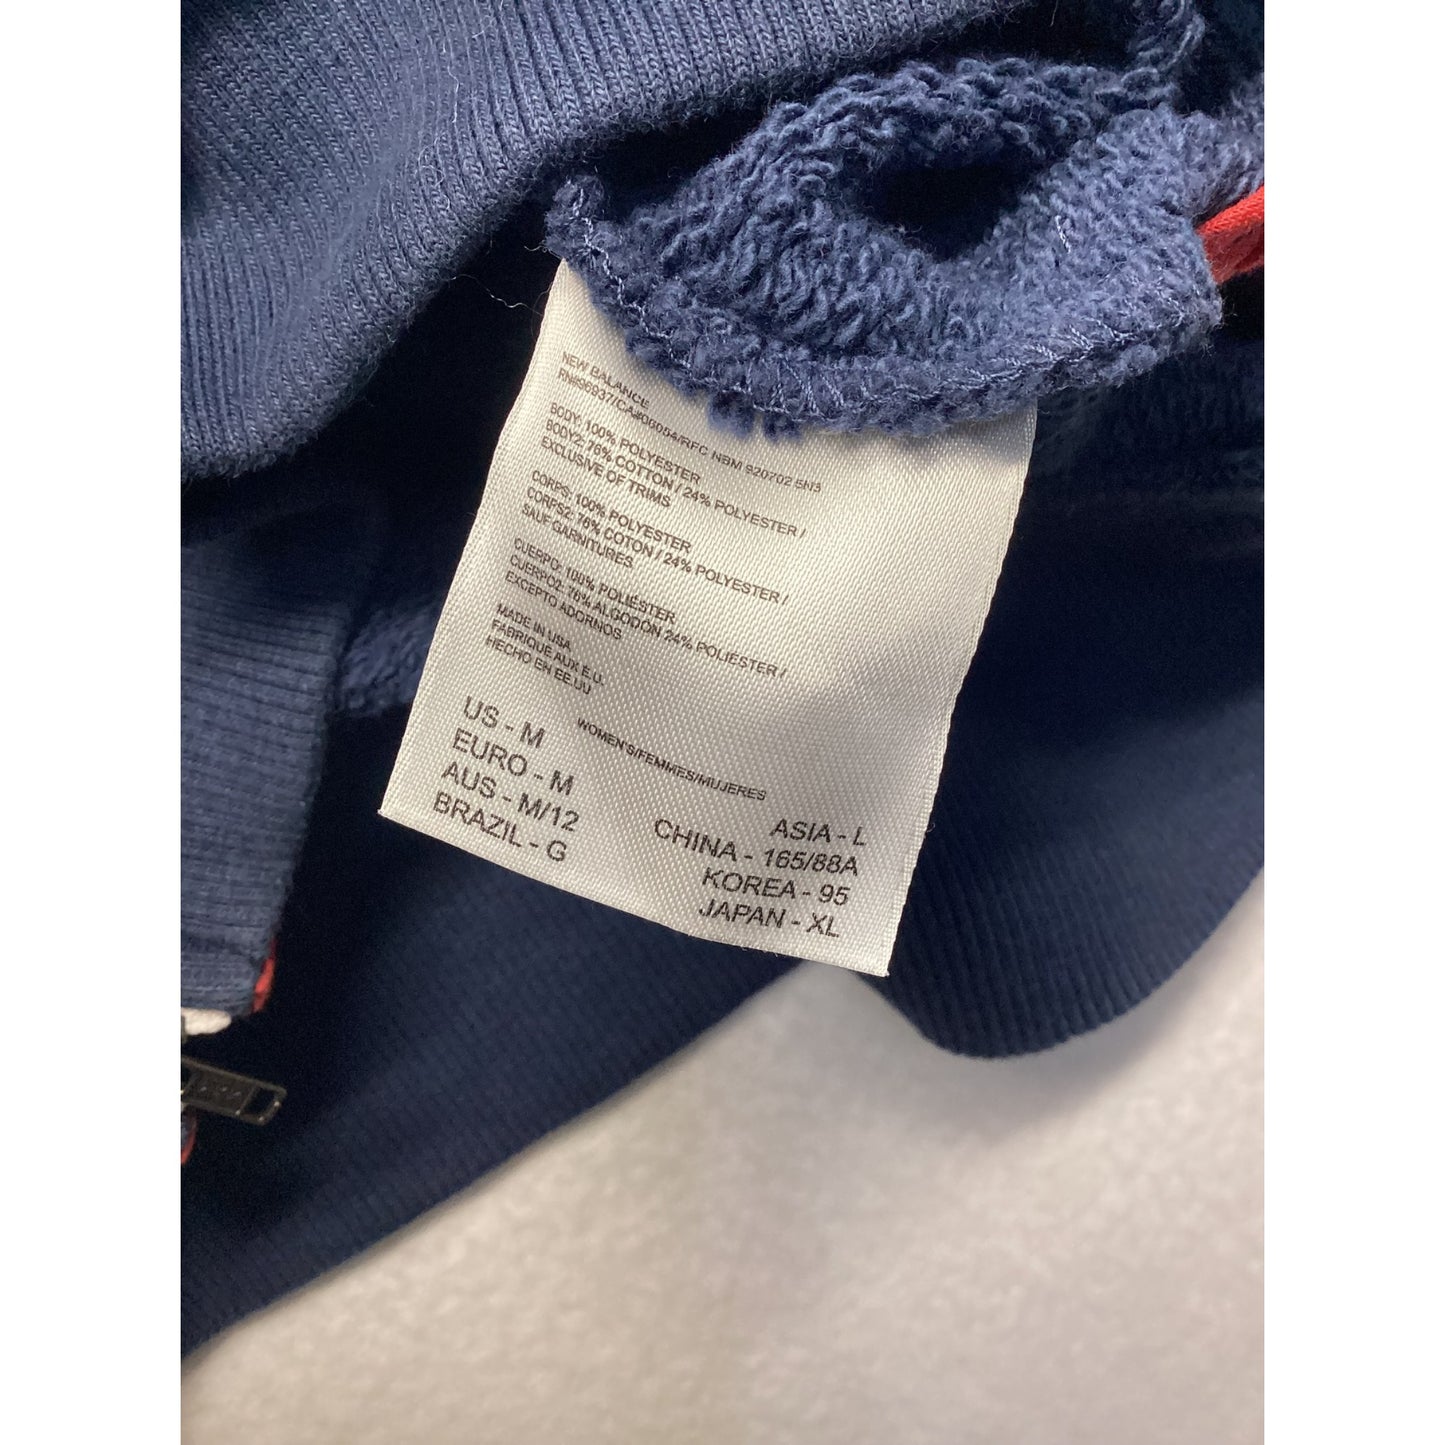 NEW BALANCE
RN#96937/CA#06054/RFC NBM 920702 5N3
BODY: 100% POLYESTER
BODY2: 76% COTTON / 24% POLYESTER /
EXCLUSIVE OF TRIMS
CORPS: 100% POLYESTER
CORPS2: 76% COTON / 24% POLYESTER /
SAUF GARNITURES.
CUERPO: 100% POLIÉSTER
CUERPO2: 76% ALGODÓN 24% POLIÉSTER /
EXCEPTO ADORNOS
MADE IN USA
FABRIQUÉ AUX É.U.
HECHO EN EE.UU
WOMEN'S/FEMMES/MUJERES
US - M
EURO - M
AUS - M/12
BRAZIL - G
ASIA - L
CHINA - 165/88A
KOREA - 95
JAPAN - XL